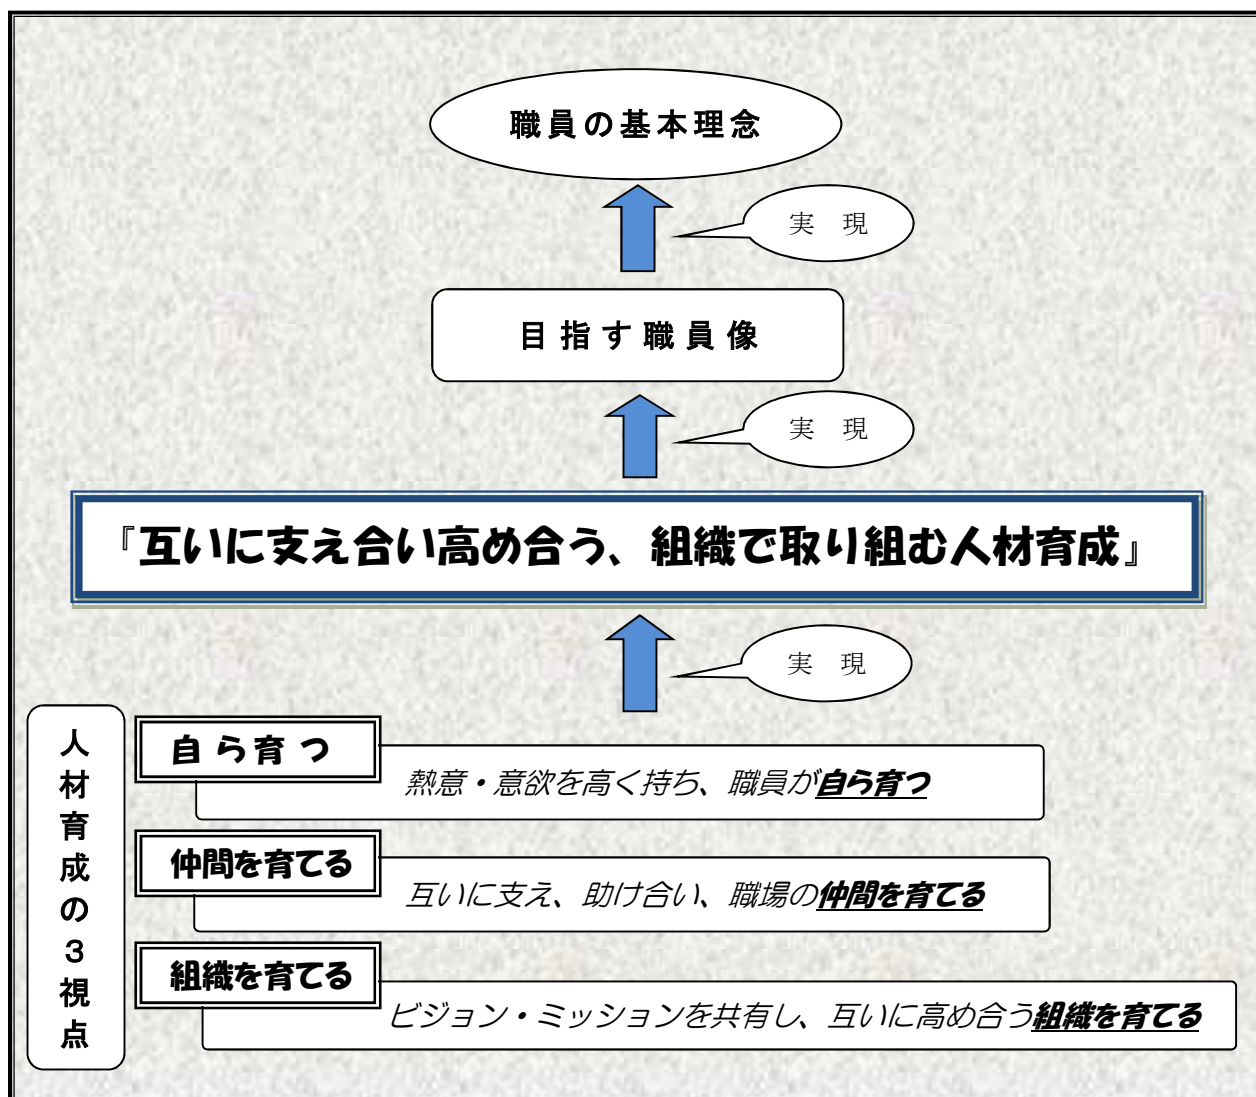 職員の基本理念
実 現
目指す職員像
実 現
『互いに支え合い高め合う、組織で取り組む人材育成』
実 現
人材育成の3視点
自ら育つ
熱意・意欲を高く持ち、職員が自ら育つ
仲間を育てる
互いに支え、助け合い、職場の仲間を育てる
組織を育てる
ビジョン・ミッションを共有し、互いに高め合う組織を育てる